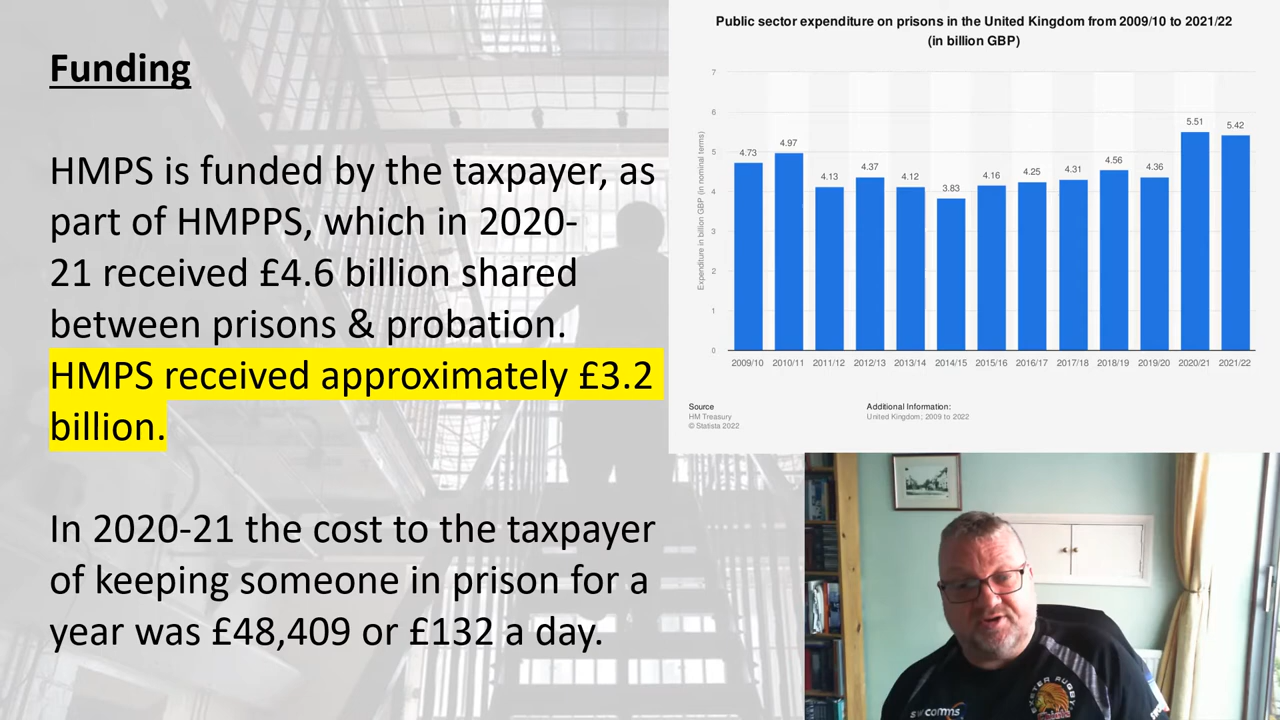 Funding
HMPS is funded by the taxpayer, as
part of HMPPS, which in 2020-
21 received £4.6 billion shared
between prisons & probation.
HMPS received approximately £3.2
billion.
In 2020-21 the cost to the taxpayer
of keeping someone in prison for a
year was £48,409 or £132 a day.
Public sector expenditure on prisons in the United Kingdom from 2009/10 to 2021/22
(in billion GBP)
Expenditure in billion GBP (in nominal terms)
7
6
5
4
3
2
1
0
4.73 4.97 4.13 4.37 4.12 3.83 4.16 4.25 4.31 4.56 4.36 5.51 5.42
2009/10 2010/11 2011/12 2012/13 2013/14 2014/15 2015/16 2016/17 2017/18 2018/19 2019/20 2020/21 2021/22
Source
HM Treasury
© Statista 2022
Additional Information:
United Kingdom; 2009 to 2022
EXETER RUGBY
comms